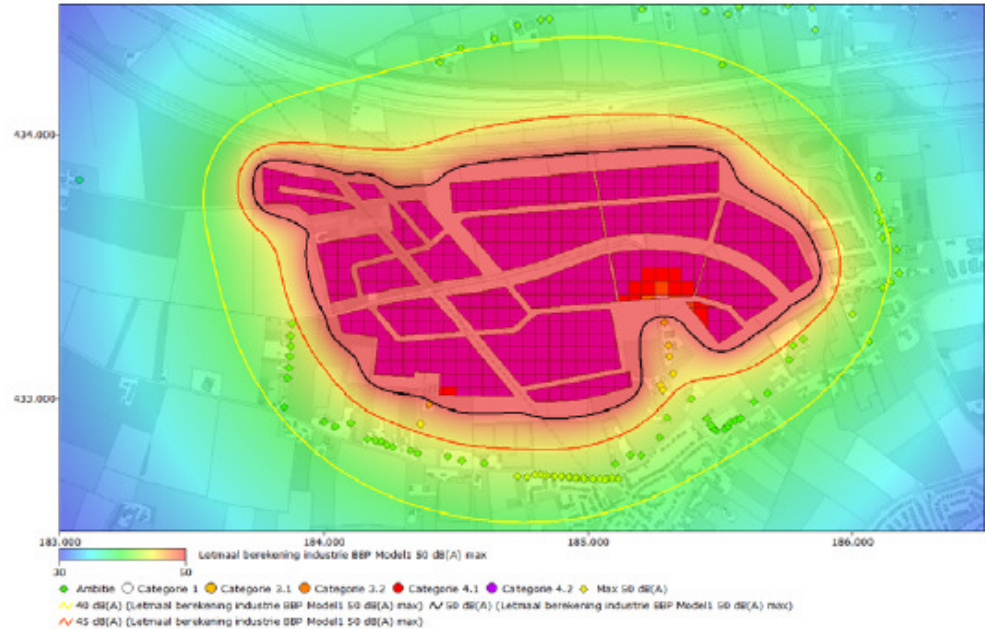 434.000
433.000
183.000 184.000 185.000 186.000
Letmaal berekening industrie BBP Model1 50 dB(A) max
30 50
Ambitie Categorie 1 Categorie 3.1 Categorie 3.2 Categorie 4.1 Categorie 4.2 Max 50 dB(A)
40 dB(A) (Letmaal berekening industrie BBP Model1 50 dB(A) max) 50 dB(A) (Letmaal berekening industrie BBP Model1 50 dB(A) max)
45 dB(A) (Letmaal berekening industrie BBP Model1 50 dB(A) max)